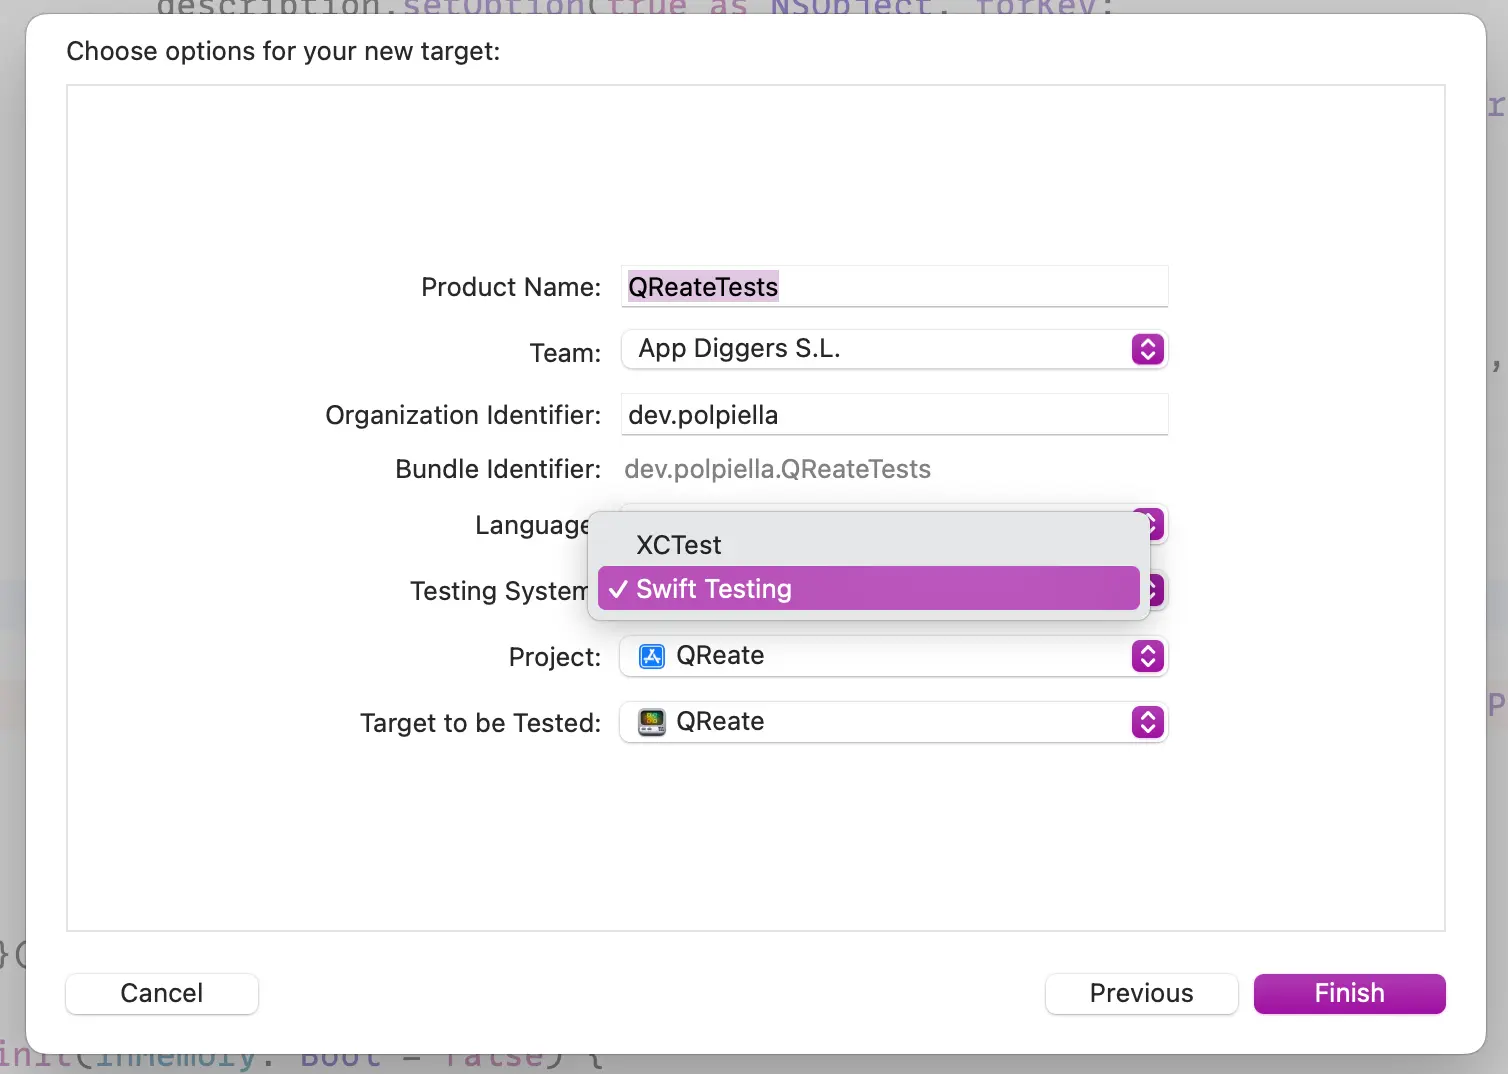 description.setOption(true as NSObject, forKey:
Choose options for your new target:
Product Name: QReateTests
Team: App Diggers S.L.
Organization Identifier: dev.polpiella
Bundle Identifier: dev.polpiella.QReateTests
Language
XCTest
Testing System
✓ Swift Testing
Project: QReate
Target to be Tested: QReate
}(
Cancel
Previous
Finish
init(inMemory: Bool = false) {